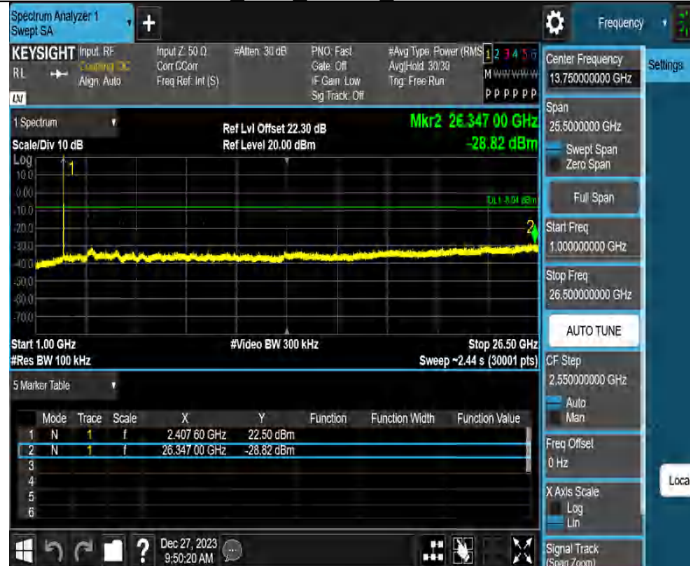 Spectrum Analyzer 1
Swept SA
Frequency
KEYSIGHT
RL
Input: RF
Coupling: DC
Align: Auto
Input Z: 50 Ω
Corr CCorr
Freq Ref: Int (S)
#Atten: 30 dB
PNO: Fast
Gate: Off
IF Gain: Low
Sig Track: Off
#Avg Type: Power (RMS
Avg|Hold: 30/30
Trig: Free Run
1 2 3 4 5 6
M W W W W W
P P P P P P
Center Frequency
13.750000000 GHz
Settings
1 Spectrum
Scale/Div 10 dB
Ref Lvl Offset 22.30 dB
Ref Level 20.00 dBm
Mkr2 26.347 00 GHz
-28.82 dBm
Log
10.0
0.00
-10.0
-20.0
-30.0
-40.0
-50.0
-60.0
-70.0
1
2
Span
25.5000000 GHz
Swept Span
Zero Span
Full Span
Start Freq
1.000000000 GHz
Stop Freq
26.500000000 GHz
AUTO TUNE
Start 1.00 GHz
#Res BW 100 kHz
#Video BW 300 kHz
Stop 26.50 GHz
Sweep ~2.44 s (30001 pts)
CF Step
2.550000000 GHz
Auto
Man
5 Marker Table
Mode Trace Scale X Y Function Function Width Function Value
1 N 1 f 2.407 60 GHz 22.50 dBm
2 N 1 f 26.347 00 GHz -28.82 dBm
3
4
5
6
Freq Offset
0 Hz
X Axis Scale
Log
Lin
Loca
Signal Track
(Span Zoom)
Dec 27, 2023
9:50:20 AM